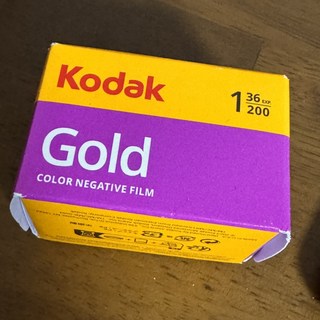 Kodak
1 36 EXP
200
Gold
COLOR NEGATIVE FILM